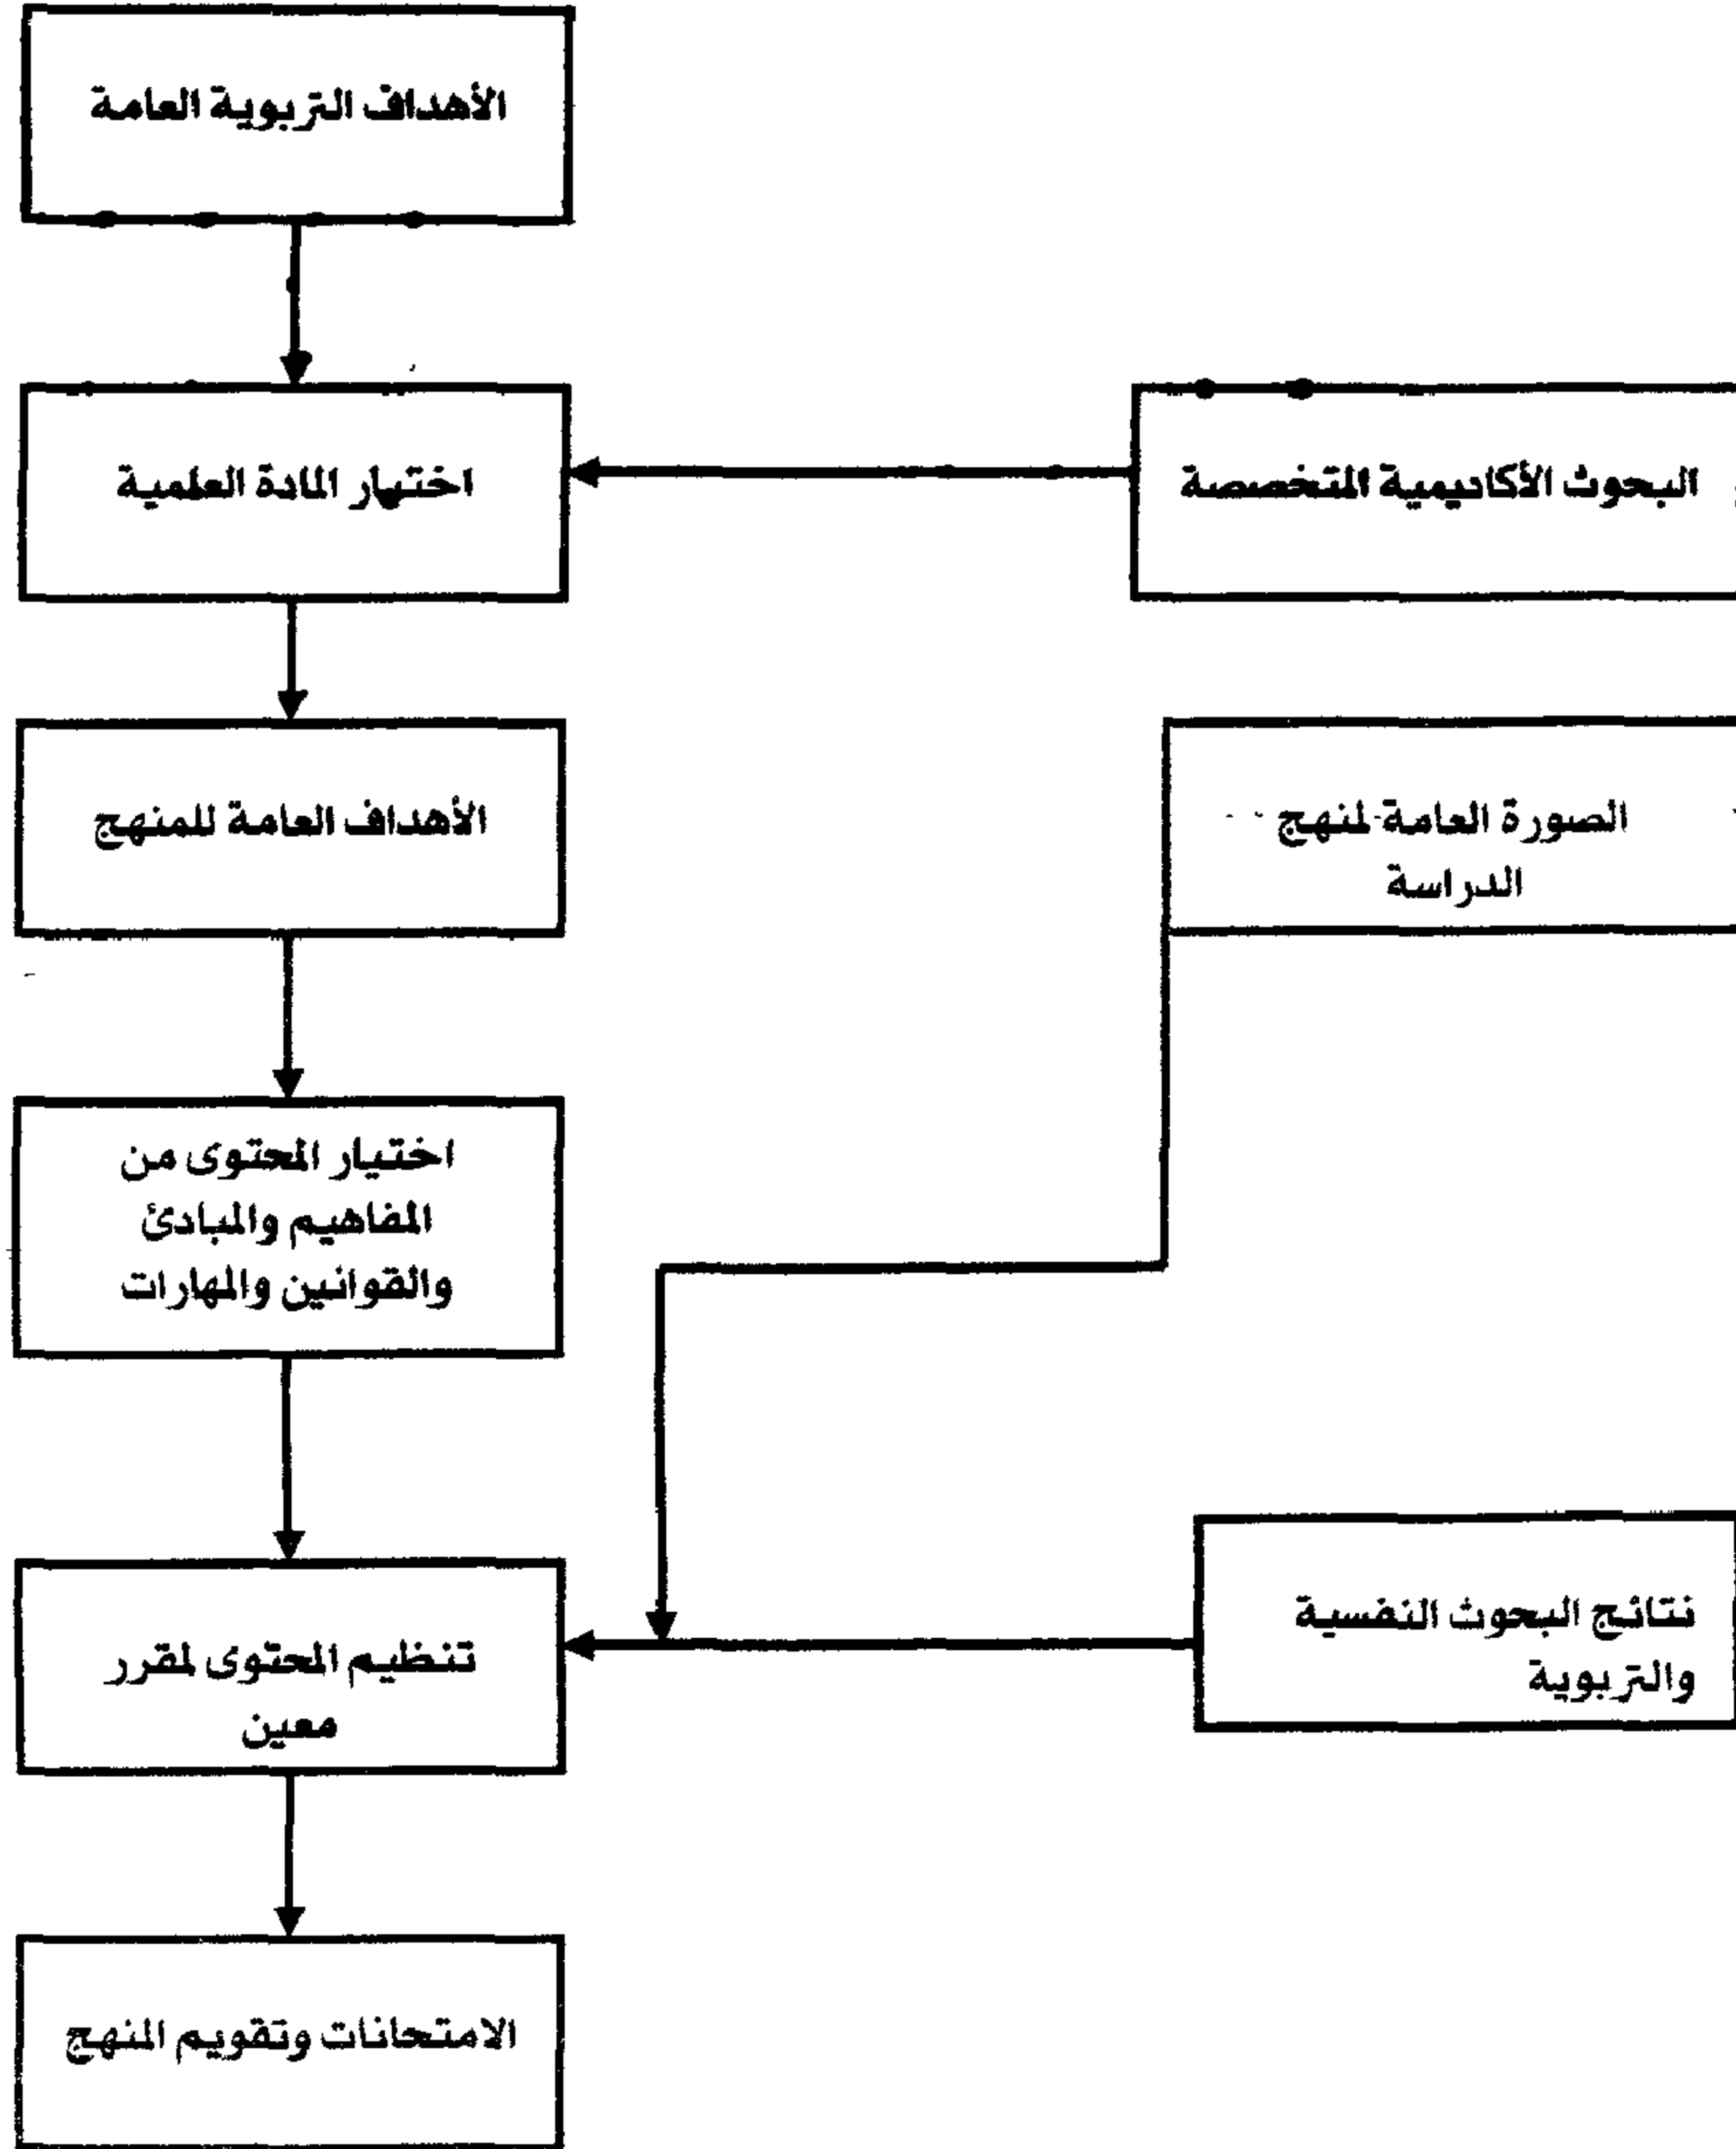 الأهداف التربوية العامة
البحوث الأكاديمية المتخصصة
اختيار المادة العلمية
الصورة العامة لمنهج
الدراسة
الأهداف العامة للمنهج
اختيار المحتوى من
المفاهيم والمبادئ
والقوانين والمهارات
نتائج البحوث النفسية
والتربوية
تنظيم المحتوى لمقرر
معين
الامتحانات وتقويم المنهج